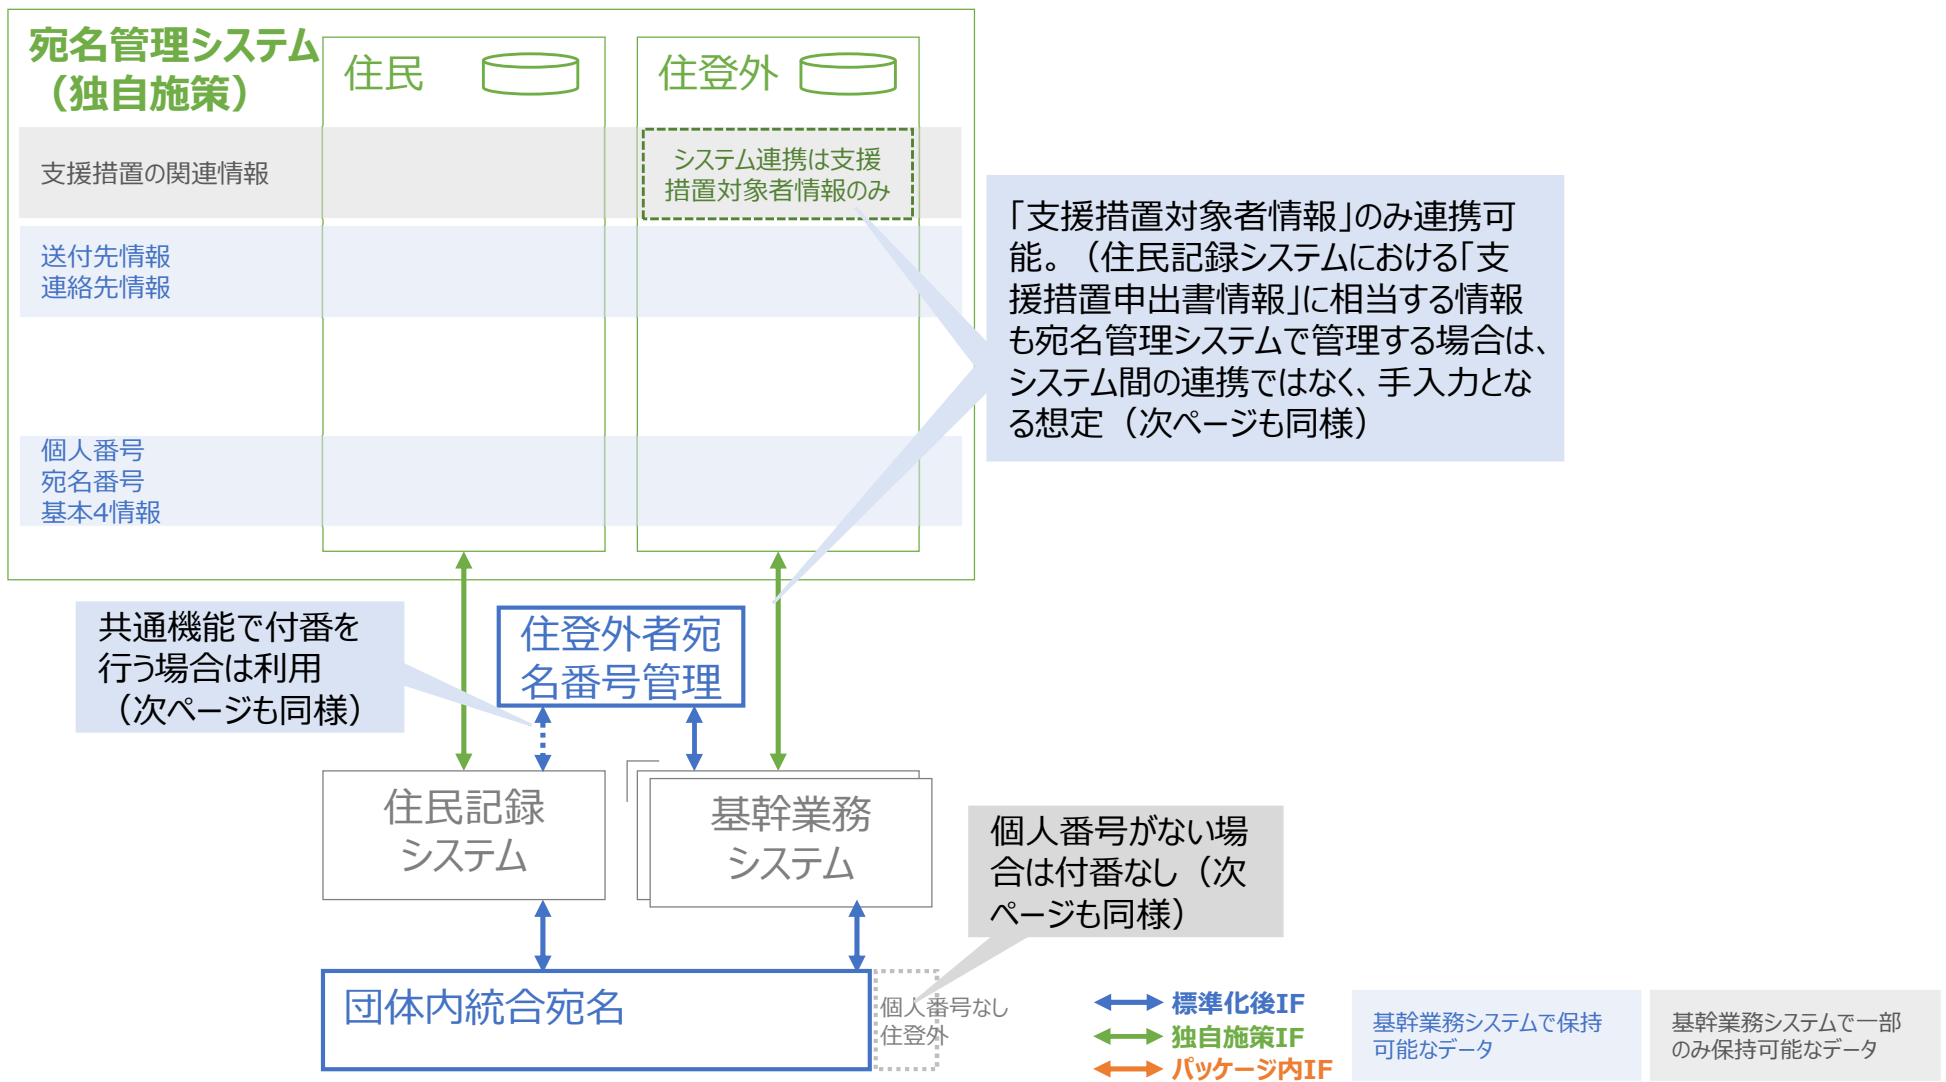 宛名管理システム
（独自施策）
住民
住登外
支援措置の関連情報
システム連携は支援
措置対象者情報のみ
送付先情報
連絡先情報
個人番号
宛名番号
基本4情報
「支援措置対象者情報」のみ連携可
能。（住民記録システムにおける「支
援措置申出書情報」に相当する情報
も宛名管理システムで管理する場合は、
システム間の連携ではなく、手入力とな
る想定（次ページも同様）
共通機能で付番を
行う場合は利用
（次ページも同様）
住登外者宛
名番号管理
住民記録
システム
基幹業務
システム
個人番号がない場
合は付番なし（次
ページも同様）
団体内統合宛名
個人番号なし
住登外
標準化後IF
独自施策IF
パッケージ内IF
基幹業務システムで保持
可能なデータ
基幹業務システムで一部
のみ保持可能なデータ